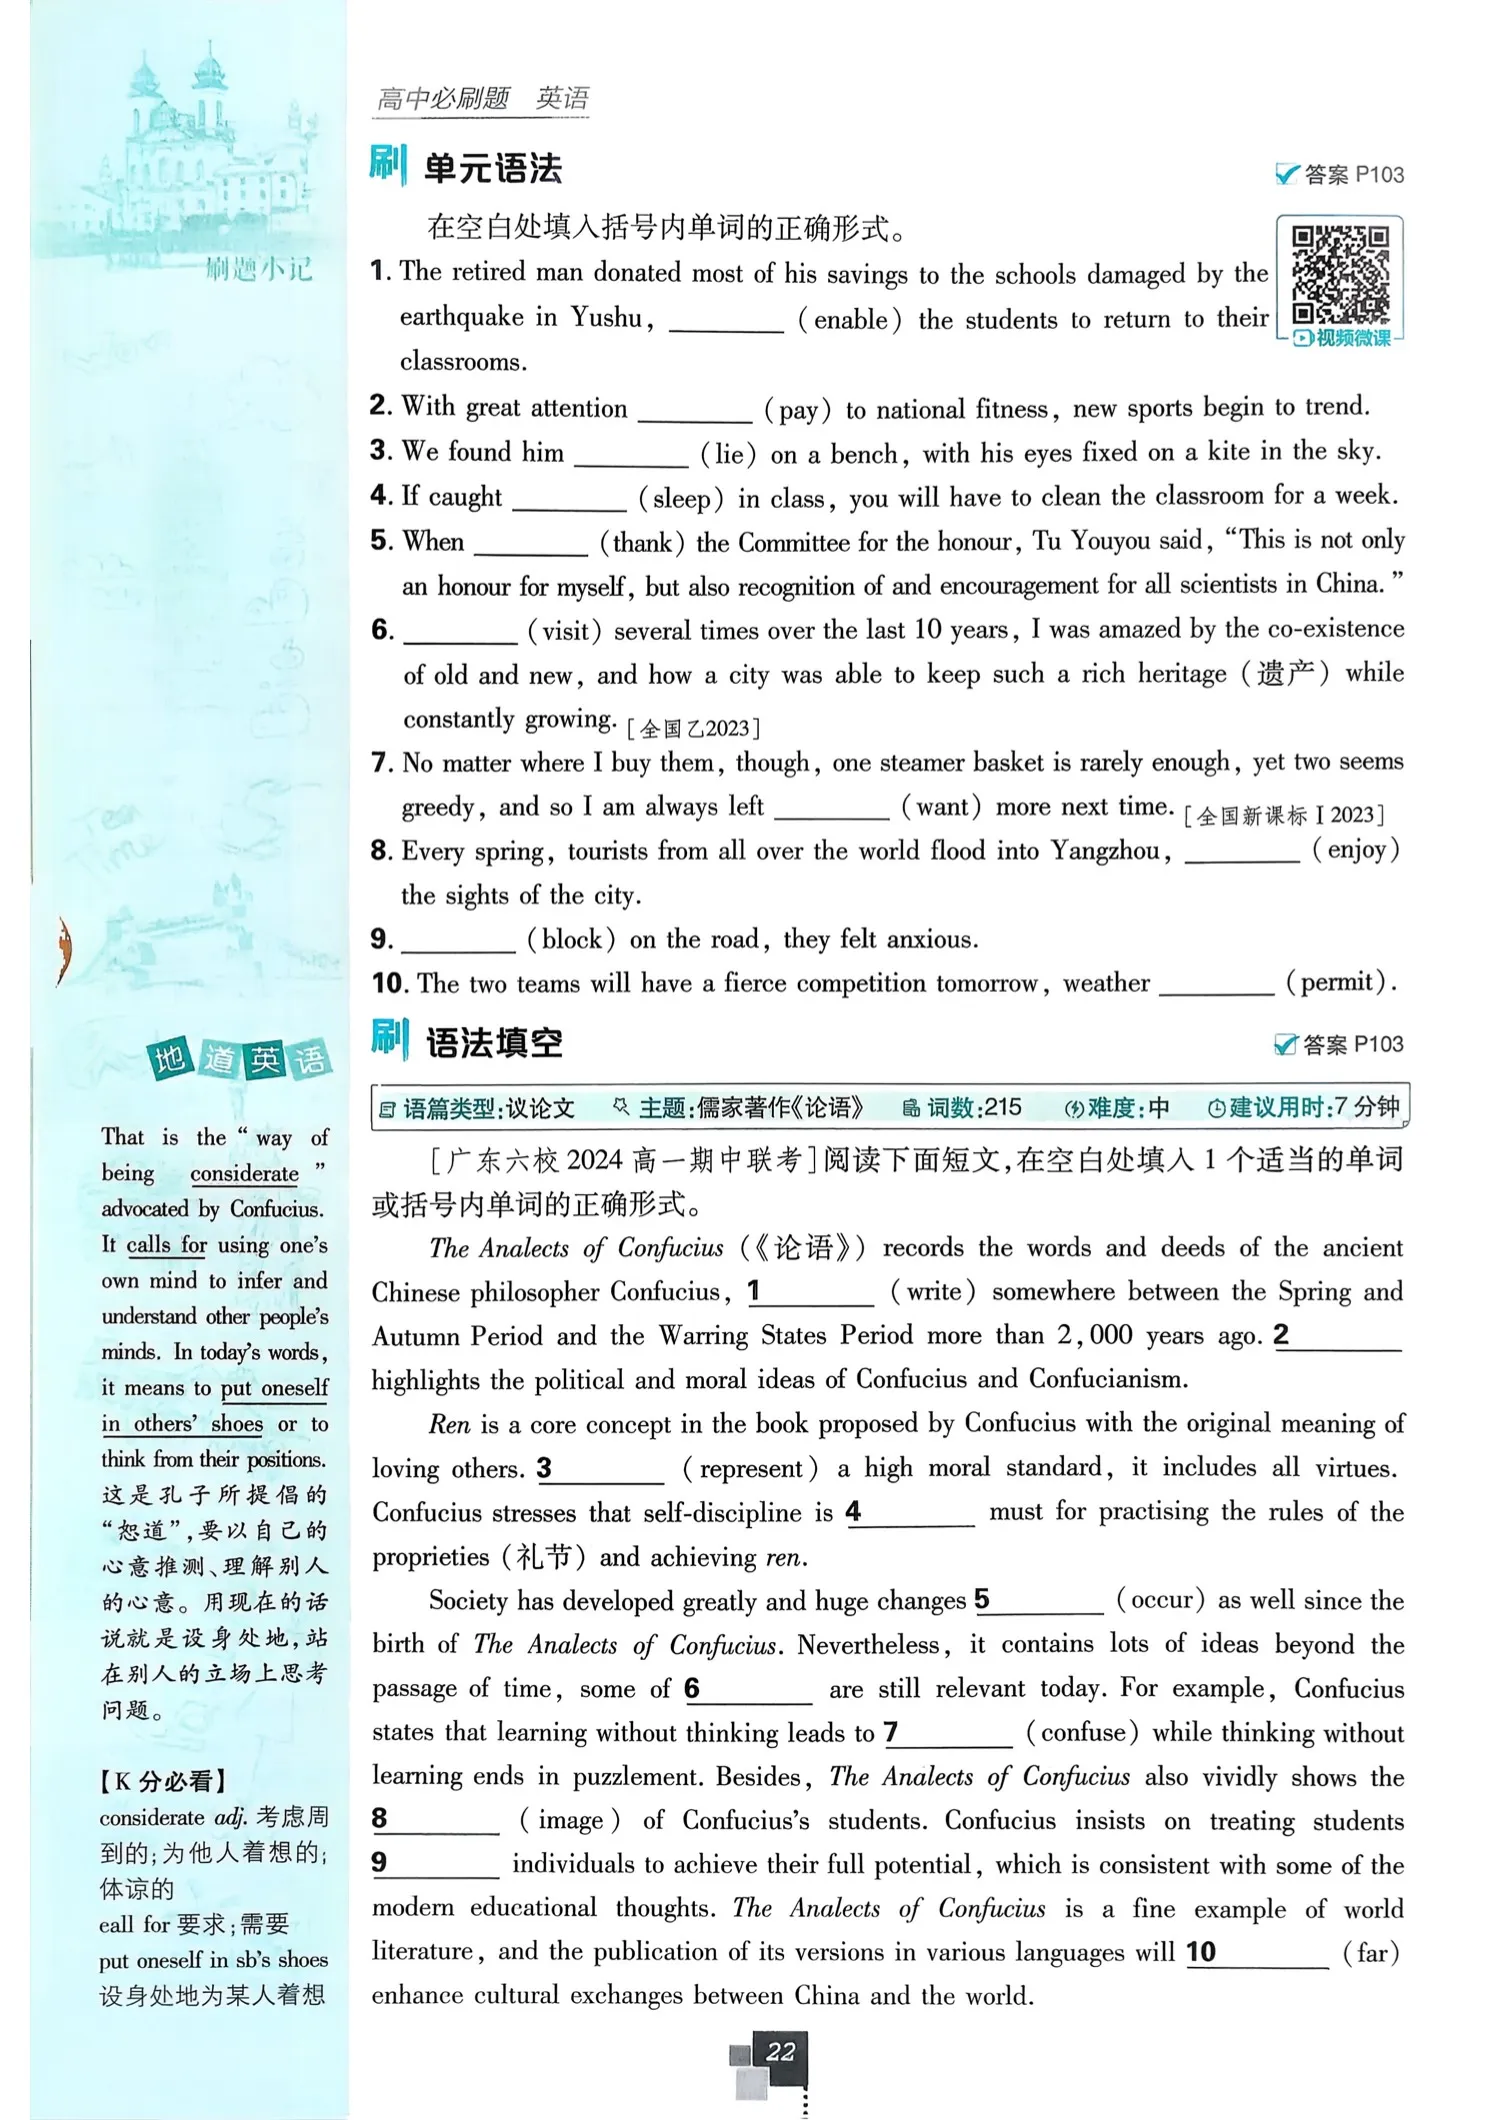 高中必刷题 英语
刷 单元语法
答案 P103
在空白处填入括号内单词的正确形式。
视频微课
1. The retired man donated most of his savings to the schools damaged by the
earthquake in Yushu, ________ (enable) the students to return to their
classrooms.
2. With great attention ________ (pay) to national fitness, new sports begin to trend.
3. We found him ________ (lie) on a bench, with his eyes fixed on a kite in the sky.
4. If caught ________ (sleep) in class, you will have to clean the classroom for a week.
5. When ________ (thank) the Committee for the honour, Tu Youyou said, “This is not only
an honour for myself, but also recognition of and encouragement for all scientists in China.”
6. ________ (visit) several times over the last 10 years, I was amazed by the co-existence
of old and new, and how a city was able to keep such a rich heritage (遗产) while
constantly growing. [全国乙2023]
7. No matter where I buy them, though, one steamer basket is rarely enough, yet two seems
greedy, and so I am always left ________ (want) more next time. [全国新课标 I 2023]
8. Every spring, tourists from all over the world flood into Yangzhou, ________ (enjoy)
the sights of the city.
9. ________ (block) on the road, they felt anxious.
10. The two teams will have a fierce competition tomorrow, weather ________ (permit).
刷 语法填空
答案 P103
语篇类型:议论文 主题:儒家著作《论语》 词数:215 难度:中 建议用时:7 分钟
[广东六校 2024 高一期中联考]阅读下面短文,在空白处填入 1 个适当的单词
或括号内单词的正确形式。
The Analects of Confucius (《论语》) records the words and deeds of the ancient
Chinese philosopher Confucius, 1________ (write) somewhere between the Spring and
Autumn Period and the Warring States Period more than 2,000 years ago. 2________
highlights the political and moral ideas of Confucius and Confucianism.
Ren is a core concept in the book proposed by Confucius with the original meaning of
loving others. 3________ (represent) a high moral standard, it includes all virtues.
Confucius stresses that self-discipline is 4________ must for practising the rules of the
proprieties (礼节) and achieving ren.
Society has developed greatly and huge changes 5________ (occur) as well since the
birth of The Analects of Confucius. Nevertheless, it contains lots of ideas beyond the
passage of time, some of 6________ are still relevant today. For example, Confucius
states that learning without thinking leads to 7________ (confuse) while thinking without
learning ends in puzzlement. Besides, The Analects of Confucius also vividly shows the
8________ (image) of Confucius's students. Confucius insists on treating students
9________ individuals to achieve their full potential, which is consistent with some of the
modern educational thoughts. The Analects of Confucius is a fine example of world
literature, and the publication of its versions in various languages will 10________ (far)
enhance cultural exchanges between China and the world.
刷题小记
地道英语
That is the “way of
being considerate”
advocated by Confucius.
It calls for using one's
own mind to infer and
understand other people's
minds. In today's words,
it means to put oneself
in others' shoes or to
think from their positions.
这是孔子所提倡的
“恕道”,要以自己的
心意推测、理解别人
的心意。用现在的话
说就是设身处地,站
在别人的立场上思考
问题。
【K 分必看】
considerate adj. 考虑周
到的;为他人着想的;
体谅的
call for 要求;需要
put oneself in sb's shoes
设身处地为某人着想
22